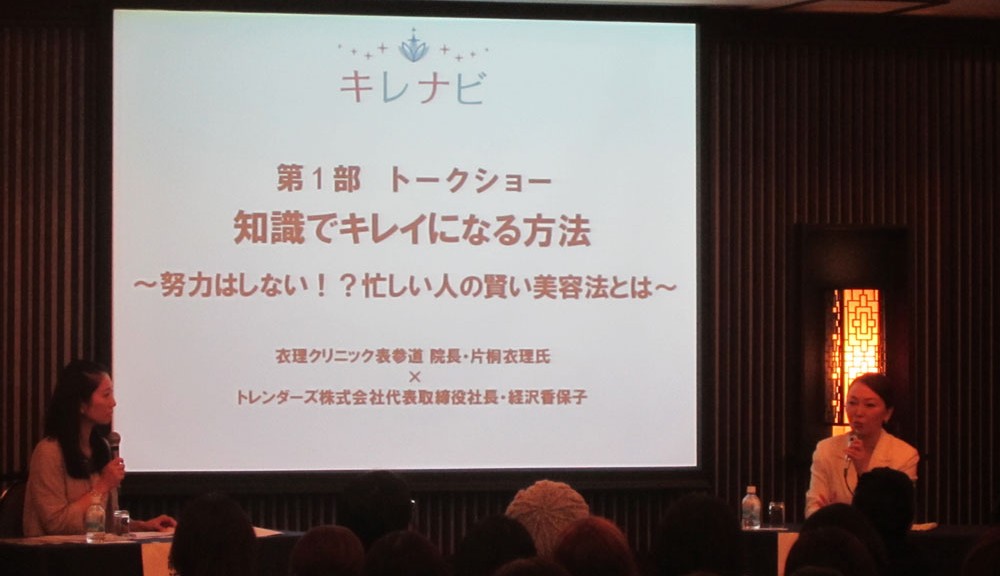 キレナビ
第1部 トークショー
知識でキレイになる方法
～努力はしない！？忙しい人の賢い美容法とは～
衣理クリニック表参道 院長・片桐衣理氏
×
トレンダーズ株式会社代表取締役社長・経沢香保子